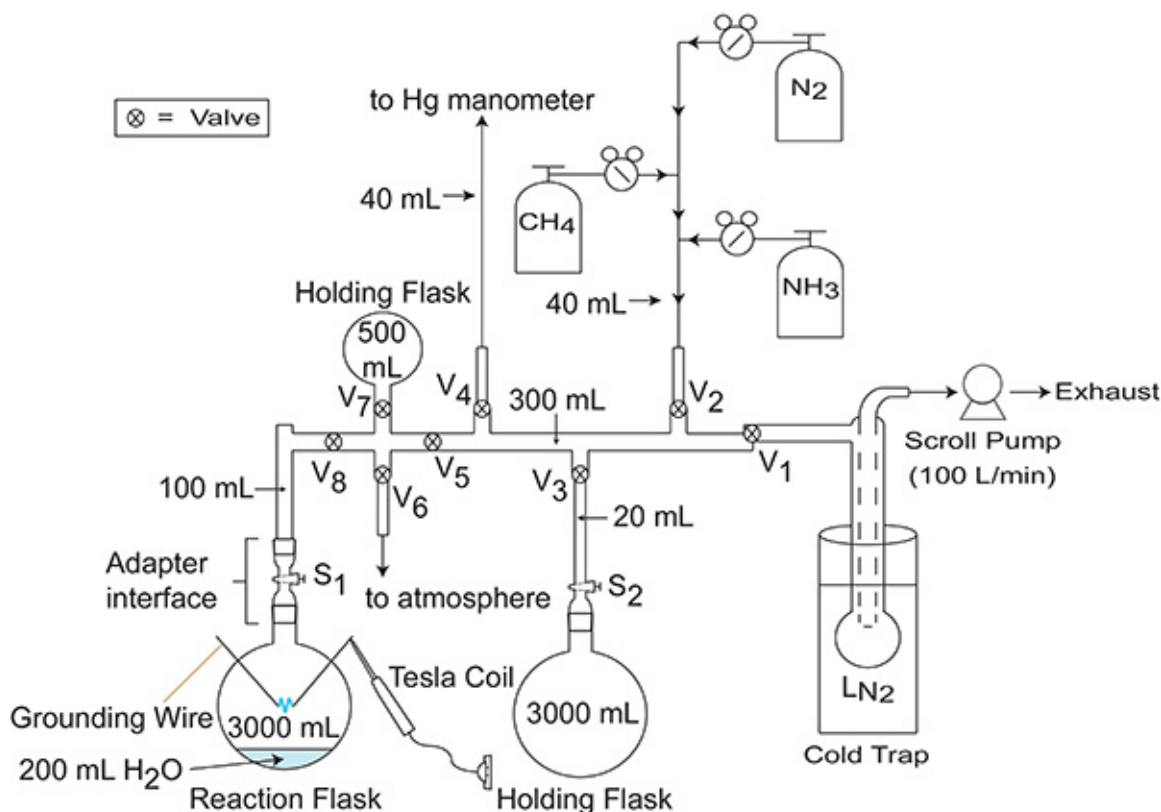 ⊗ = Valve
to Hg manometer
N2
40 mL
CH4
NH3
40 mL
Holding Flask
500
mL
V7
V4
300 mL
V2
Exhaust
Scroll Pump
(100 L/min)
V1
V8
V6
V5
V3
100 mL
20 mL
Adapter
interface
S1
to atmosphere
S2
Tesla Coil
Grounding Wire
3000 mL
3000 mL
LN2
200 mL H2O
Cold Trap
Reaction Flask
Holding Flask